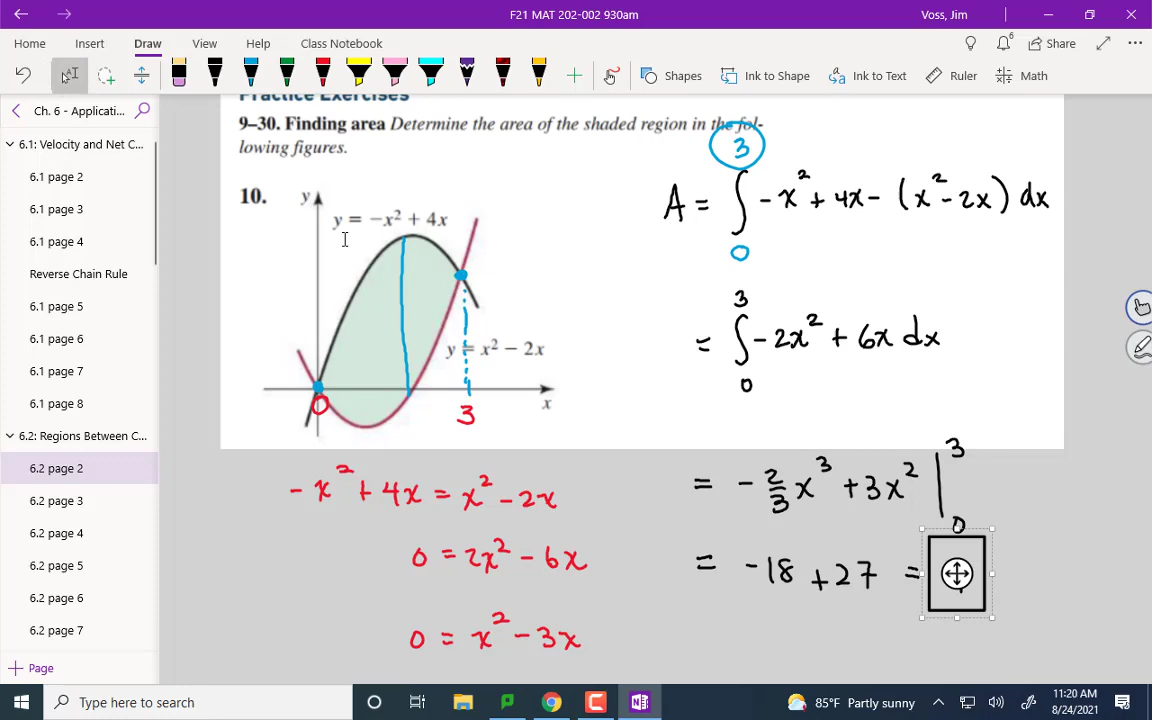 F21 MAT 202-002 930am
Voss, Jim
Home Insert Draw View Help Class Notebook
6
Share
Shapes
Ink to Shape
Ink to Text
Ruler
Math
Ch. 6 - Applicati...
6.1: Velocity and Net C...
6.1 page 2
6.1 page 3
6.1 page 4
Reverse Chain Rule
6.1 page 5
6.1 page 6
6.1 page 7
6.1 page 8
6.2: Regions Between C...
6.2 page 2
6.2 page 3
6.2 page 4
6.2 page 5
6.2 page 6
6.2 page 7
+ Page
Practice Exercises
9–30. Finding area Determine the area of the shaded region in the fol-
lowing figures.
10.
y
y = −x² + 4x
y = x² − 2x
x
0
3
-x² + 4x = x² - 2x
0 = 2x² - 6x
0 = x² - 3x
A = ∫₀³ -x² + 4x - (x² - 2x) dx
= ∫₀³ -2x² + 6x dx
= -2/3 x³ + 3x² |₀³
= -18 + 27 =
Type here to search
85°F Partly sunny
11:20 AM
8/24/2021